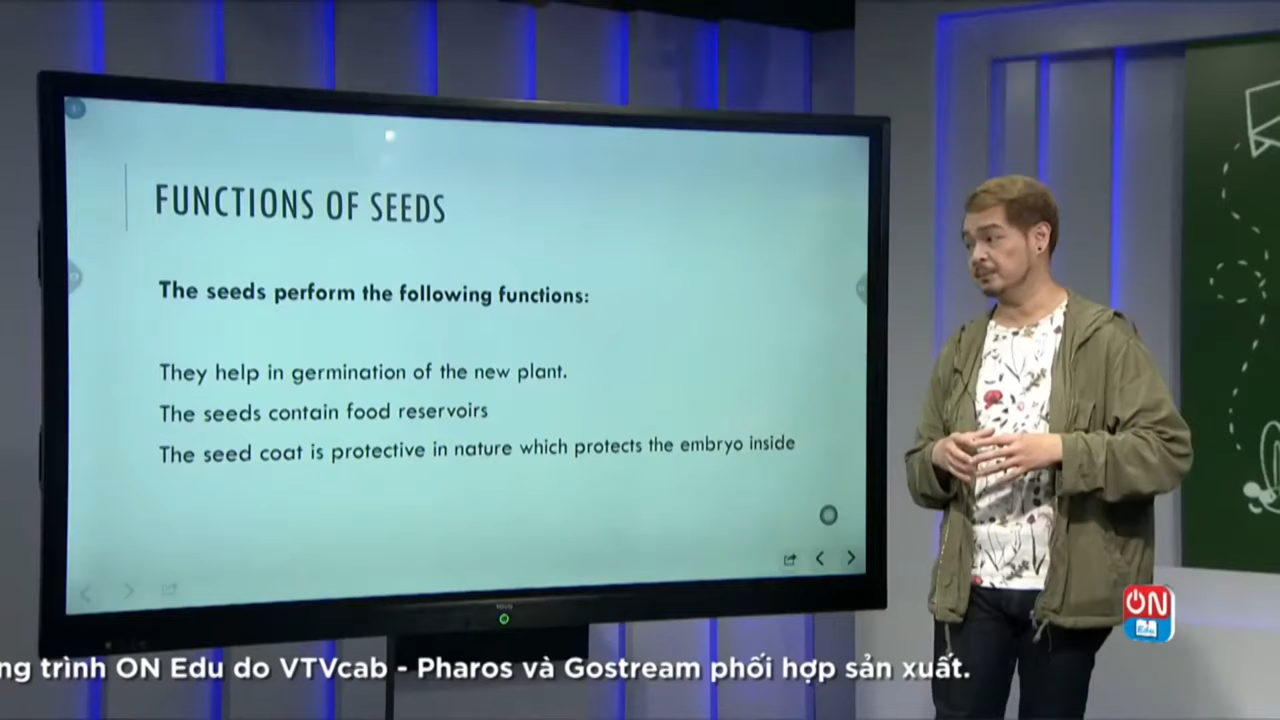 FUNCTIONS OF SEEDS
The seeds perform the following functions:
They help in germination of the new plant.
The seeds contain food reservoirs
The seed coat is protective in nature which protects the embryo inside
ON
Edu
trình ON Edu do VTVcab - Pharos và Gostream phối hợp sản xuất.